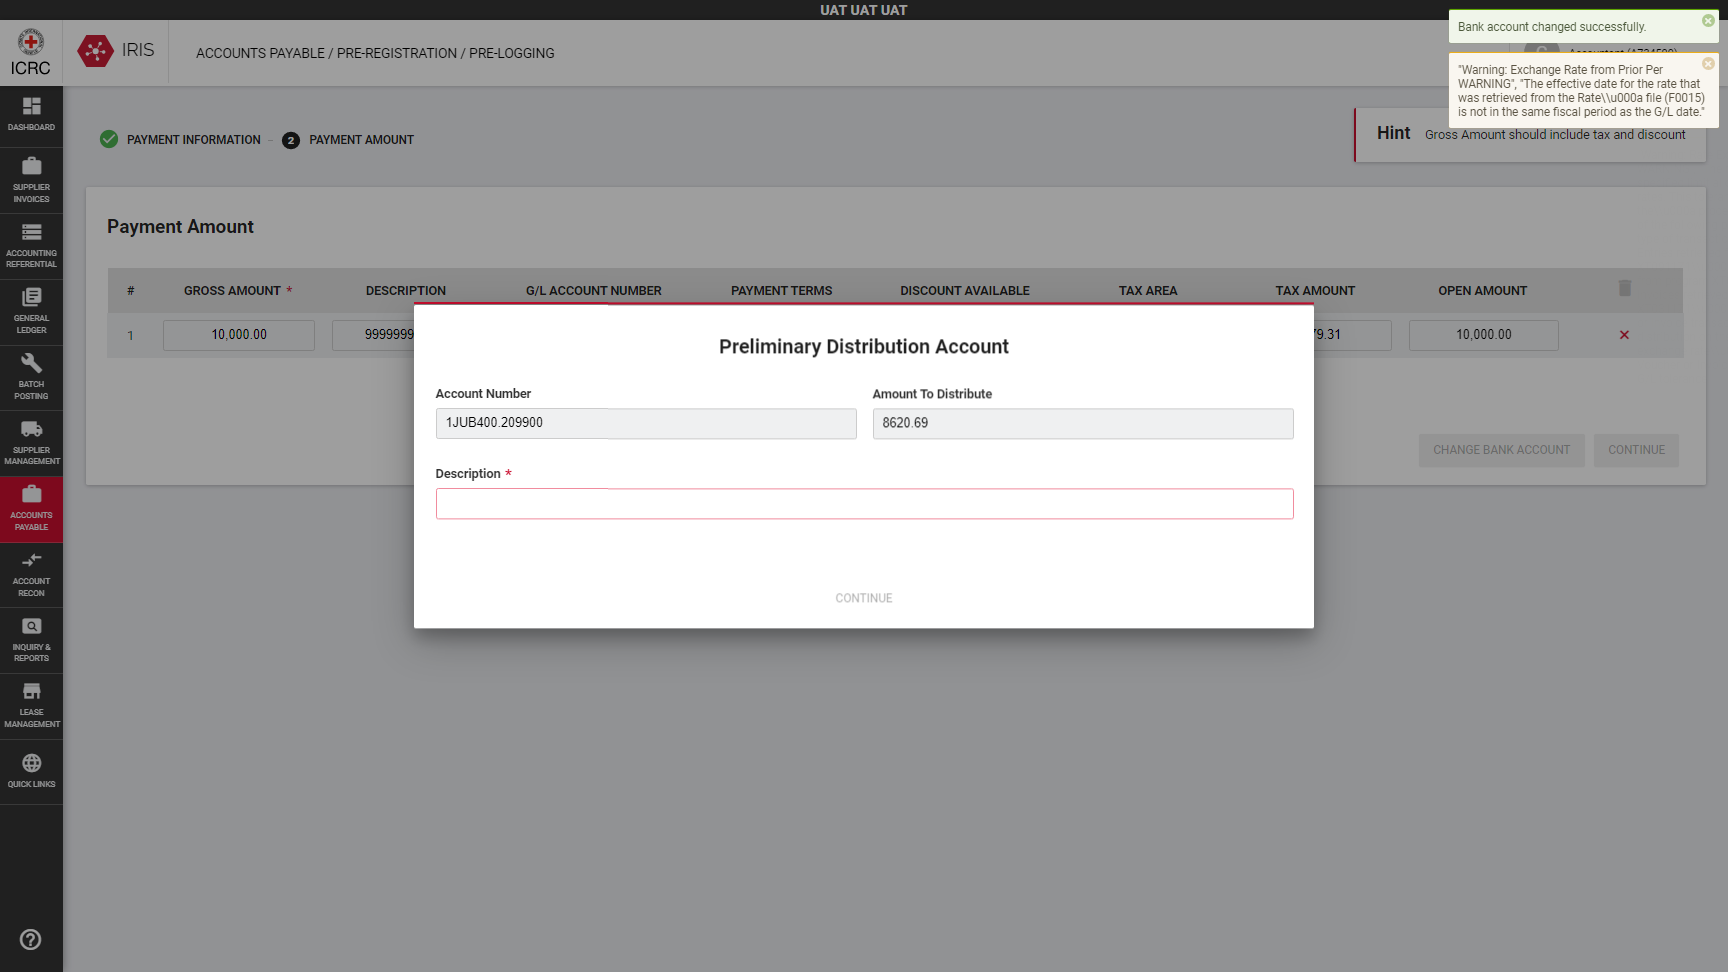 UAT UAT UAT
ICRC
IRIS
ACCOUNTS PAYABLE / PRE-REGISTRATION / PRE-LOGGING
Bank account changed successfully.
"Warning: Exchange Rate from Prior Per
WARNING", "The effective date for the rate that
was retrieved from the Rate\\u000a file (F0015)
is not in the same fiscal period as the G/L date."
Hint Gross Amount should include tax and discount
DASHBOARD
SUPPLIER
INVOICES
ACCOUNTING
REFERENTIAL
GENERAL
LEDGER
BATCH
POSTING
SUPPLIER
MANAGEMENT
ACCOUNTS
PAYABLE
ACCOUNT
RECON
INQUIRY &
REPORTS
LEASE
MANAGEMENT
QUICK LINKS
PAYMENT INFORMATION - 2 PAYMENT AMOUNT
Payment Amount
# GROSS AMOUNT * DESCRIPTION G/L ACCOUNT NUMBER PAYMENT TERMS DISCOUNT AVAILABLE TAX AREA TAX AMOUNT OPEN AMOUNT
1 10,000.00 9999999 79.31 10,000.00
Preliminary Distribution Account
Account Number Amount To Distribute
1JUB400.209900 8620.69
Description *
CONTINUE
CHANGE BANK ACCOUNT CONTINUE